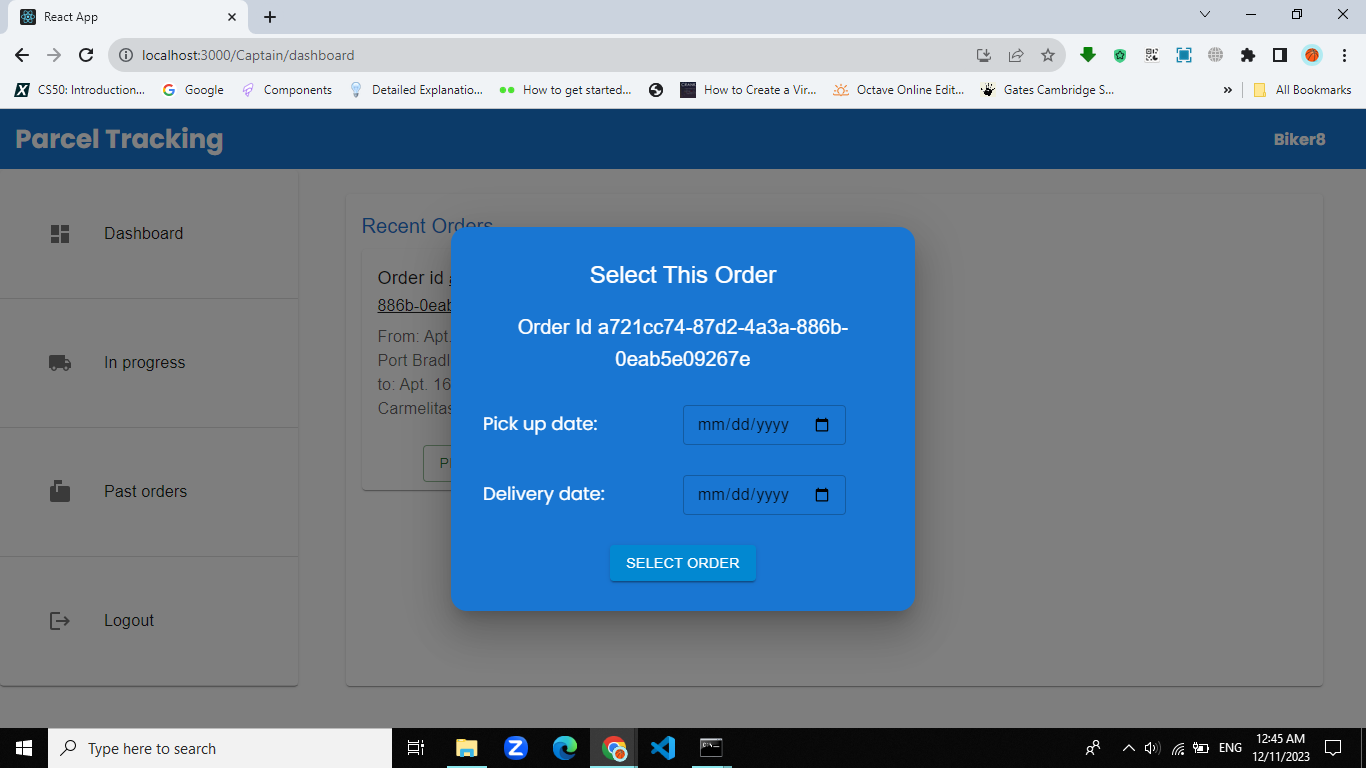 React App
localhost:3000/Captain/dashboard
CS50: Introduction... Google Components Detailed Explanatio... How to get started... How to Create a Vir... Octave Online Edit... Gates Cambridge S... » All Bookmarks
Parcel Tracking
Biker8
Dashboard
In progress
Past orders
Logout
Recent Orders
Order id
886b-0eab
From: Apt.
Port Bradl
to: Apt. 16
Carmelitas
Select This Order
Order Id a721cc74-87d2-4a3a-886b-
0eab5e09267e
Pick up date: mm/dd/yyyy
Delivery date: mm/dd/yyyy
SELECT ORDER
Type here to search
ENG
12:45 AM
12/11/2023